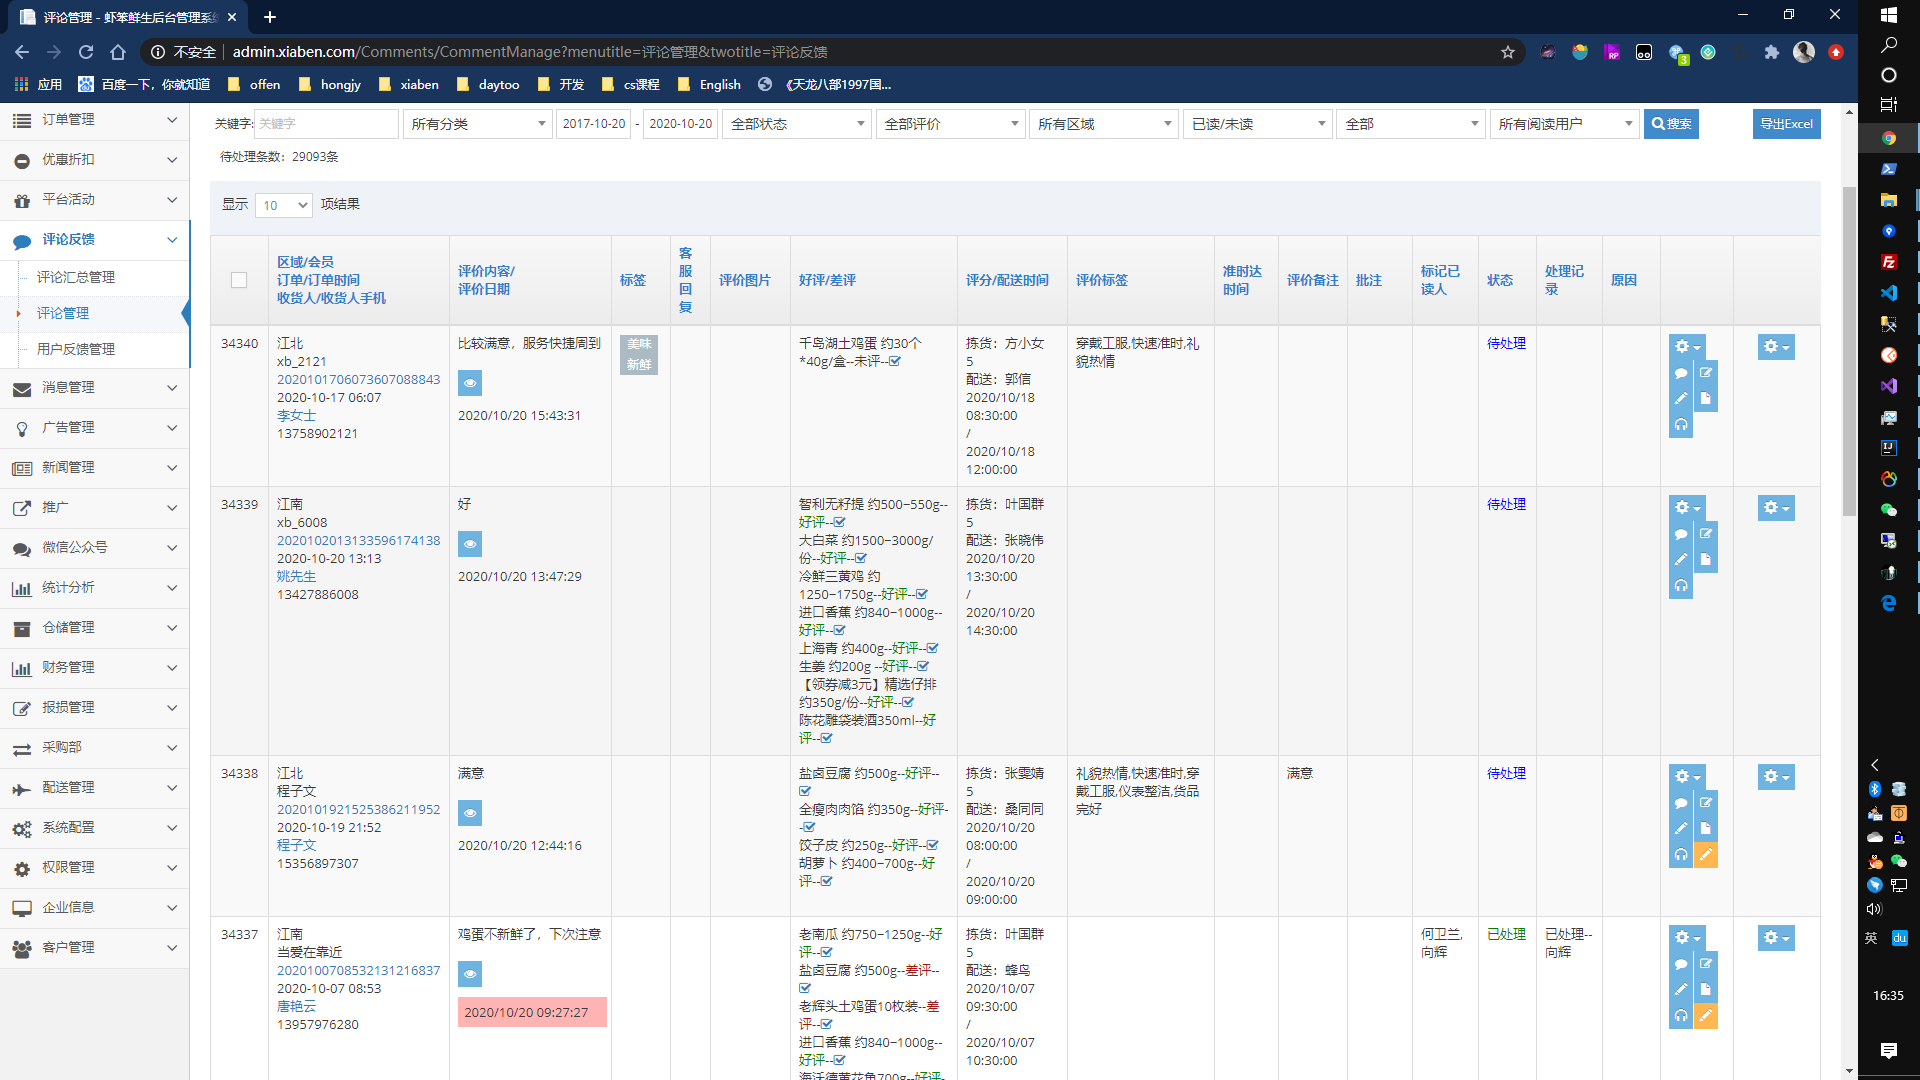 评论管理 - 虾笨鲜生后台管理系统
不安全 | admin.xiaben.com/Comments/CommentManage?menutitle=评论管理&twotitle=评论反馈
应用 百度一下，你就知道 offen hongjy xiaben daytoo 开发 cs课程 English 《天龙八部1997国...
订单管理
优惠折扣
平台活动
评论反馈
评论汇总管理
评论管理
用户反馈管理
消息管理
广告管理
新闻管理
推广
微信公众号
统计分析
仓储管理
财务管理
报损管理
采购部
配送管理
系统配置
权限管理
企业信息
客户管理
关键字: 关键字 所有分类 2017-10-20 - 2020-10-20 全部状态 全部评价 所有区域 已读/未读 全部 所有阅读用户 搜索 导出Excel
待处理条数：29093条
显示 10 项结果
区域/会员
订单/订单时间
收货人/收货人手机
评价内容/
评价日期
标签
客
服
回
复
评价图片
好评/差评
评分/配送时间
评价标签
准时达
时间
评价备注
批注
标记已
读人
状态
处理记
录
原因
34340
江北
xb_2121
2020101706073607088843
2020-10-17 06:07
李女士
13758902121
比较满意，服务快捷周到
2020/10/20 15:43:31
美味
新鲜
千岛湖土鸡蛋 约30个
*40g/盒--未评--
拣货：方小女
5
配送：郭信
2020/10/18
08:30:00
/
2020/10/18
12:00:00
穿戴工服,快速准时,礼
貌热情
待处理
34339
江南
xb_6008
2020102013133596174138
2020-10-20 13:13
姚先生
13427886008
好
2020/10/20 13:47:29
智利无籽提 约500~550g--
好评--
大白菜 约1500~3000g/
份--好评--
冷鲜三黄鸡 约
1250~1750g--好评--
进口香蕉 约840~1000g--
好评--
上海青 约400g--好评--
生姜 约200g --好评--
【领券减3元】精选仔排
约350g/份--好评--
陈花雕袋装酒350ml--好
评--
拣货：叶国群
5
配送：张晓伟
2020/10/20
13:30:00
/
2020/10/20
14:30:00
待处理
34338
江北
程子文
2020101921525386211952
2020-10-19 21:52
程子文
15356897307
满意
2020/10/20 12:44:16
盐卤豆腐 约500g--好评--
全瘦肉肉馅 约350g--好评-
-
饺子皮 约250g--好评--
胡萝卜 约400~700g--好
评--
拣货：张雯婧
5
配送：桑同同
2020/10/20
08:00:00
/
2020/10/20
09:00:00
礼貌热情,快速准时,穿
戴工服,仪表整洁,货品
完好
满意
待处理
34337
江南
当爱在靠近
2020100708532131216837
2020-10-07 08:53
唐艳云
13957976280
鸡蛋不新鲜了，下次注意
2020/10/20 09:27:27
老南瓜 约750~1250g--好
评--
盐卤豆腐 约500g--差评--
老辉头土鸡蛋10枚装--差
评--
进口香蕉 约840~1000g--
好评--
海沃德黄花鱼700g--好评-
拣货：叶国群
5
配送：蜂鸟
2020/10/07
09:30:00
/
2020/10/07
10:30:00
何卫兰,
向辉
已处理
已处理--
向辉
3
英
du
16:35